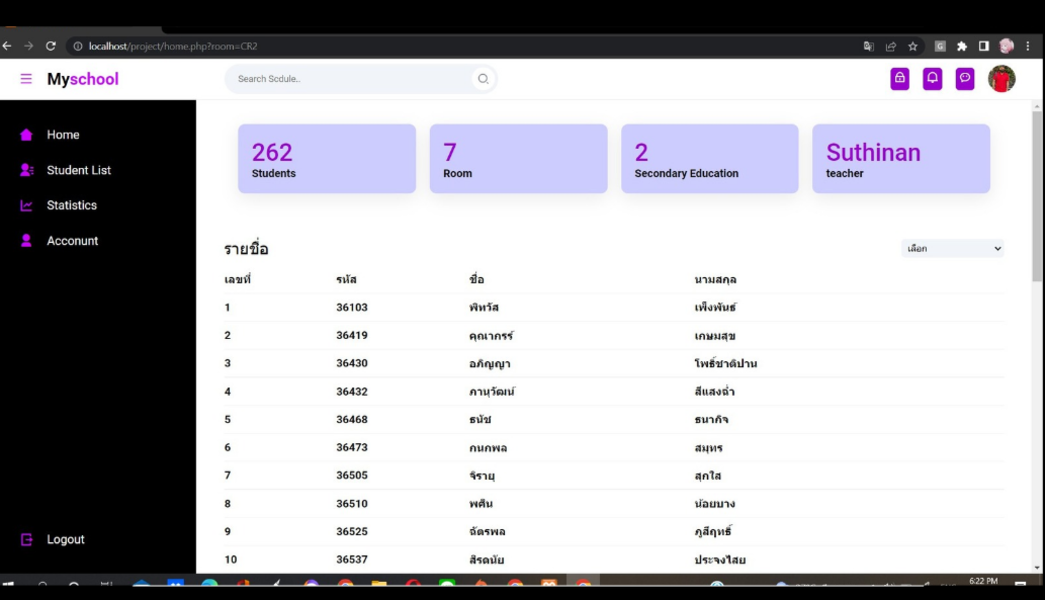 localhost/project/home.php?room=CR2
Myschool
Search Scdule..
Home
Student List
Statistics
Acconunt
Logout
262
Students
7
Room
2
Secondary Education
Suthinan
teacher
รายชื่อ
เลือก
เลขที่ รหัส ชื่อ นามสกุล
1 36103 พิทวัส เพ็งพันธ์
2 36419 คุณากรร์ เกษมสุข
3 36430 อภิญญา โพธิ์ชาติปาน
4 36432 ภานุวัฒน์ สีแสงฉ่ำ
5 36468 ธนัช ธนากิจ
6 36473 กนกพล สมุทร
7 36505 จิรายุ สุกใส
8 36510 พศิน น้อยบาง
9 36525 ฉัตรพล ภูสีฤทธิ์
10 36537 สิรดนัย ประจงไสย
6:22 PM